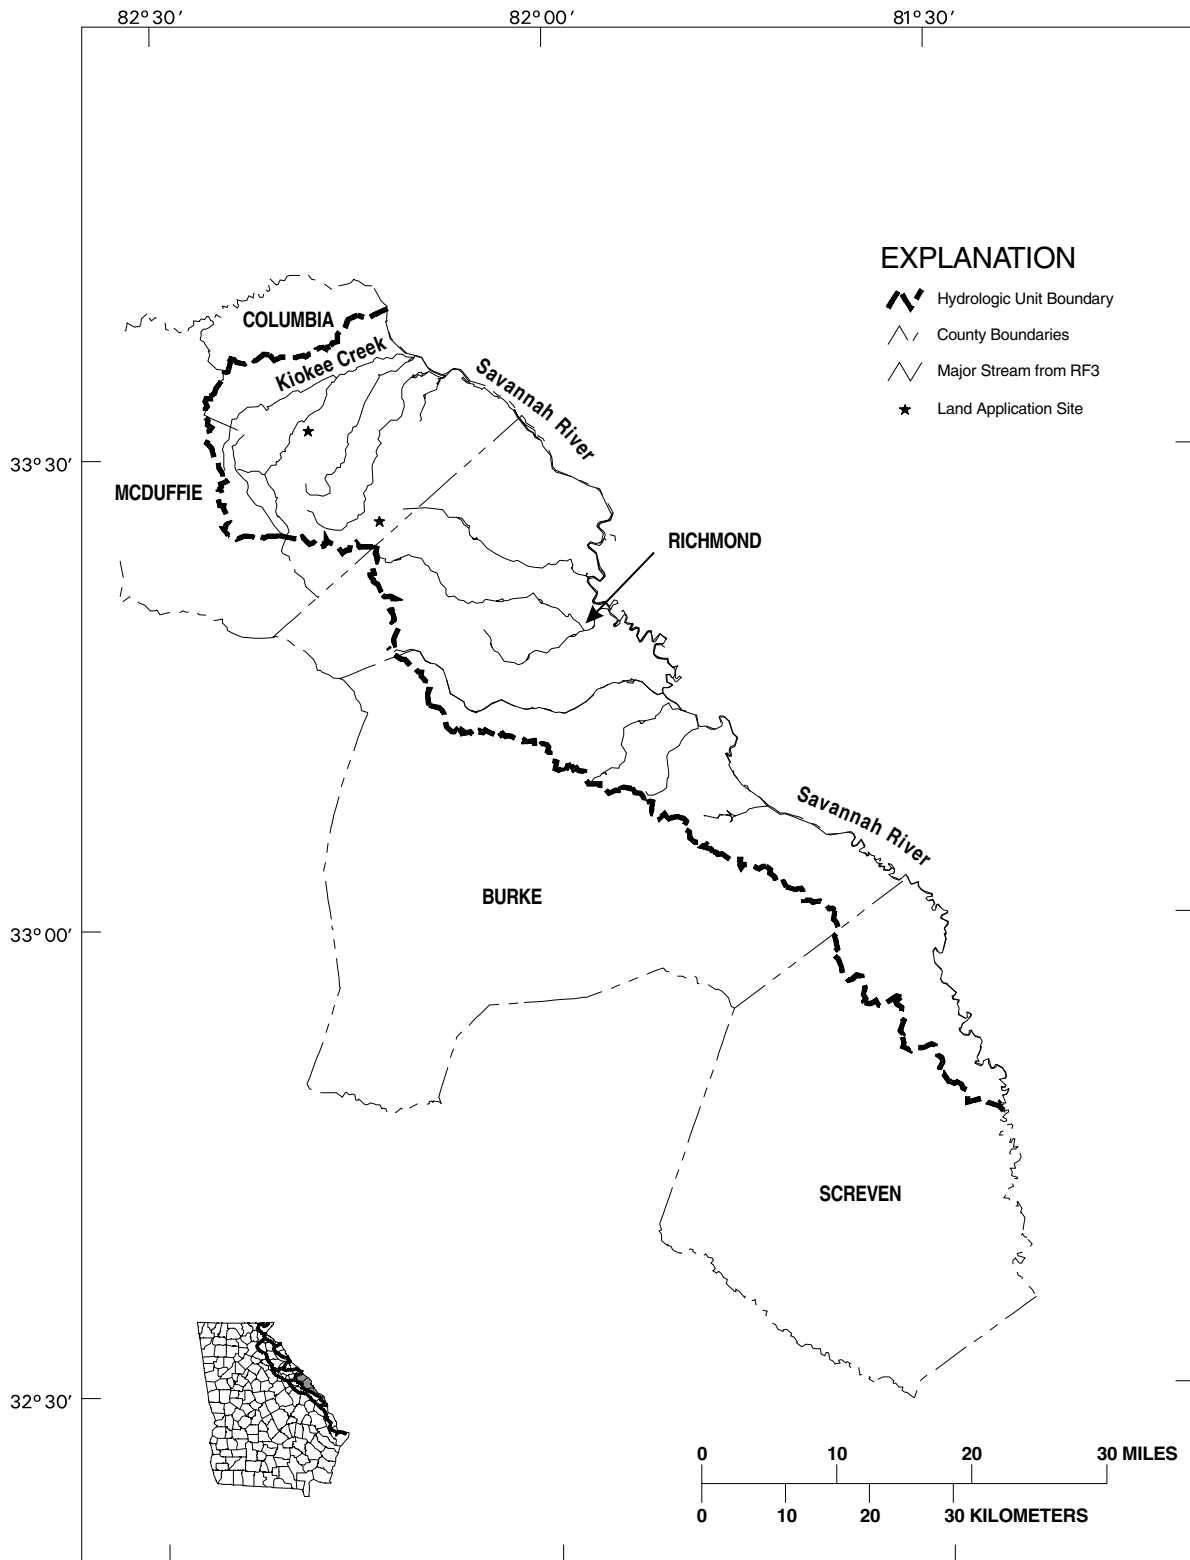 82° 30′
82° 00′
81° 30′
EXPLANATION
Hydrologic Unit Boundary
County Boundaries
Major Stream from RF3
Land Application Site
COLUMBIA
Kiokee Creek
Savannah River
33° 30′
MCDUFFIE
RICHMOND
Savannah River
BURKE
33° 00′
SCREVEN
32° 30′
0 10 20 30 MILES
0 10 20 30 KILOMETERS